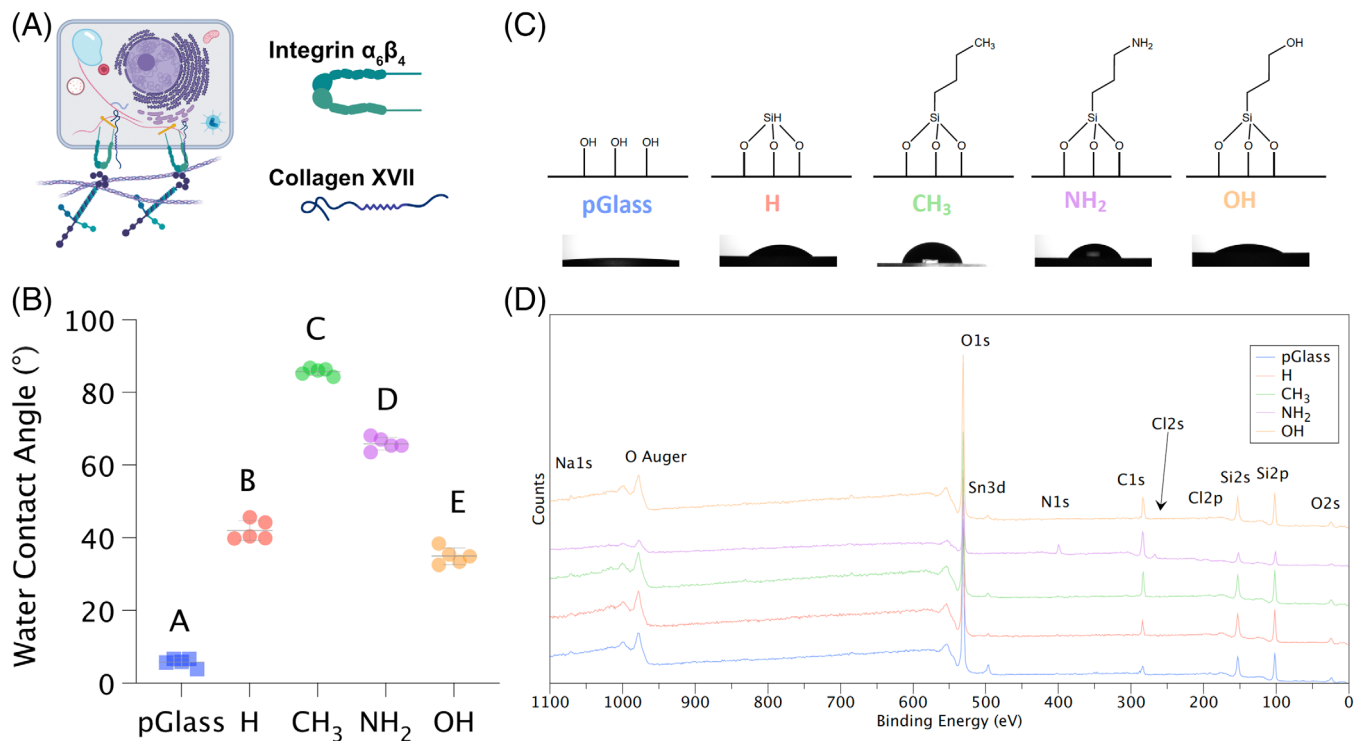 (A)
Integrin α6β4
Collagen XVII
(C)
OH OH OH
pGlass
SiH
O O O
H
CH3
Si
O O O
CH3
NH2
Si
O O O
NH2
OH
Si
O O O
OH
(B)
Water Contact Angle (°)
100
80
60
40
20
0
A
B
C
D
E
pGlass H CH3 NH2 OH
(D)
Counts
Na1s
O Auger
O1s
Sn3d
N1s
C1s
Cl2s
Cl2p
Si2s
Si2p
O2s
pGlass
H
CH3
NH2
OH
1100 1000 900 800 700 600 500 400 300 200 100 0
Binding Energy (eV)